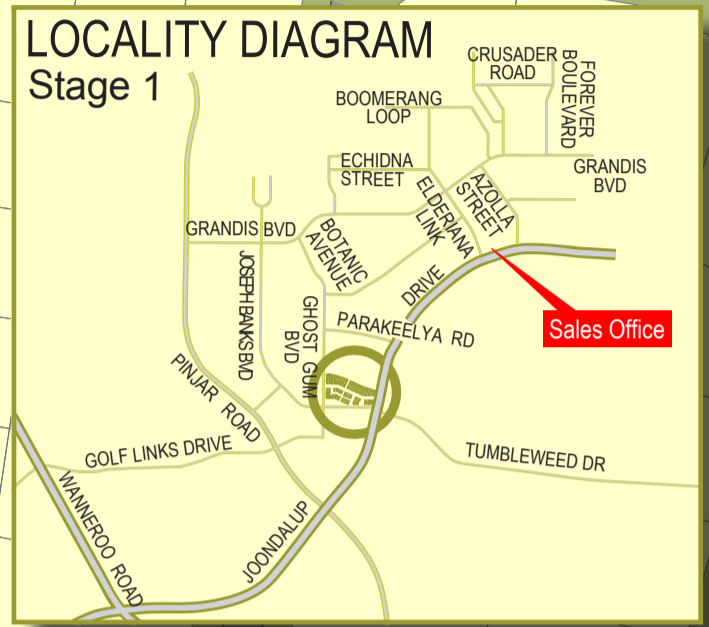 LOCALITY DIAGRAM
Stage 1
CRUSADER
ROAD
FOREVER
BOULEVARD
BOOMERANG
LOOP
ECHIDNA
STREET
GRANDIS
BVD
AZOLLA
STREET
ELDERIANA
LINK
GRANDIS BVD
BOTANIC
AVENUE
JOSEPH BANKS BVD
DRIVE
GHOST GUM
BVD
PARAKEELYA RD
Sales Office
PINJAR ROAD
GOLF LINKS DRIVE
TUMBLEWEED DR
WANNEROO ROAD
JOONDALUP